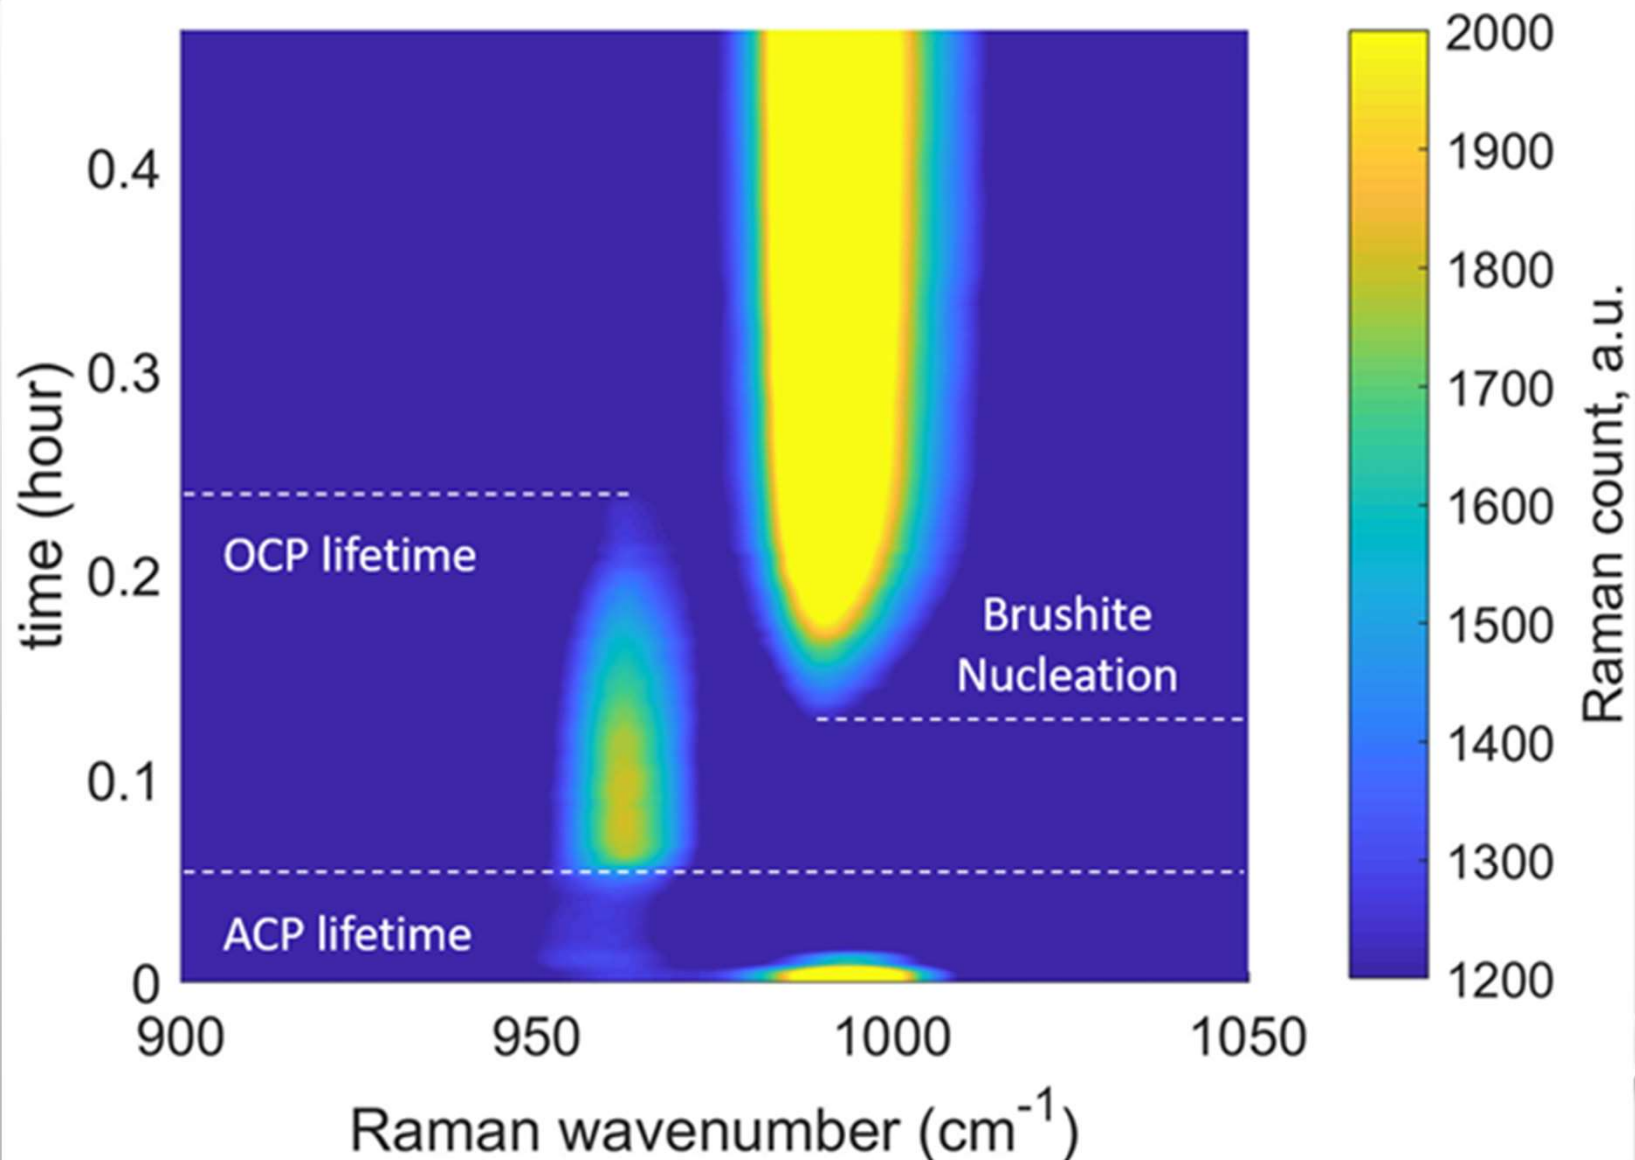 2000
1900
1800
1700
1600
1500
1400
1300
1200
Raman count, a.u.
0.4
0.3
0.2
0.1
0
time (hour)
OCP lifetime
Brushite
Nucleation
ACP lifetime
900 950 1000 1050
Raman wavenumber (cm⁻¹)